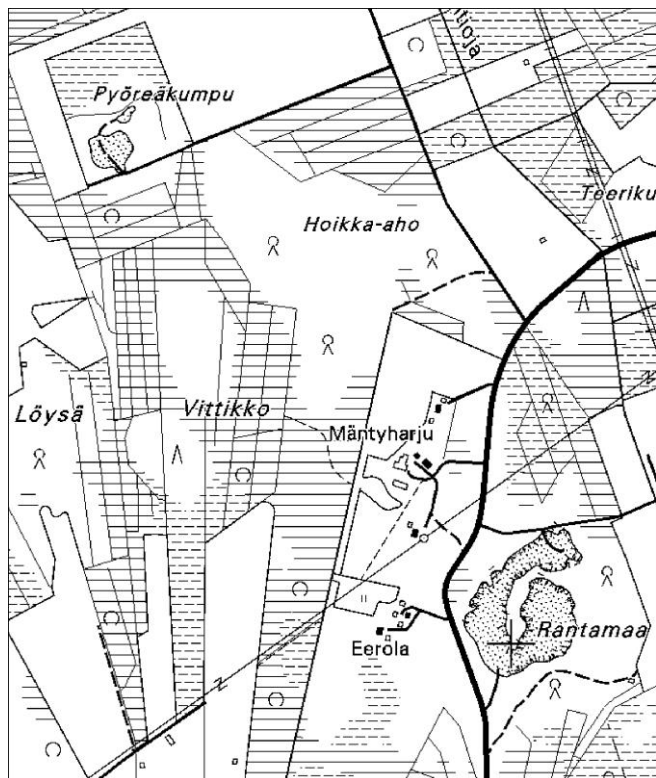 Pyöreäkumpu
Teeriku
Hoikka-aho
Löysä
Vittikko
Mäntyharju
Rantamaa
Eerola